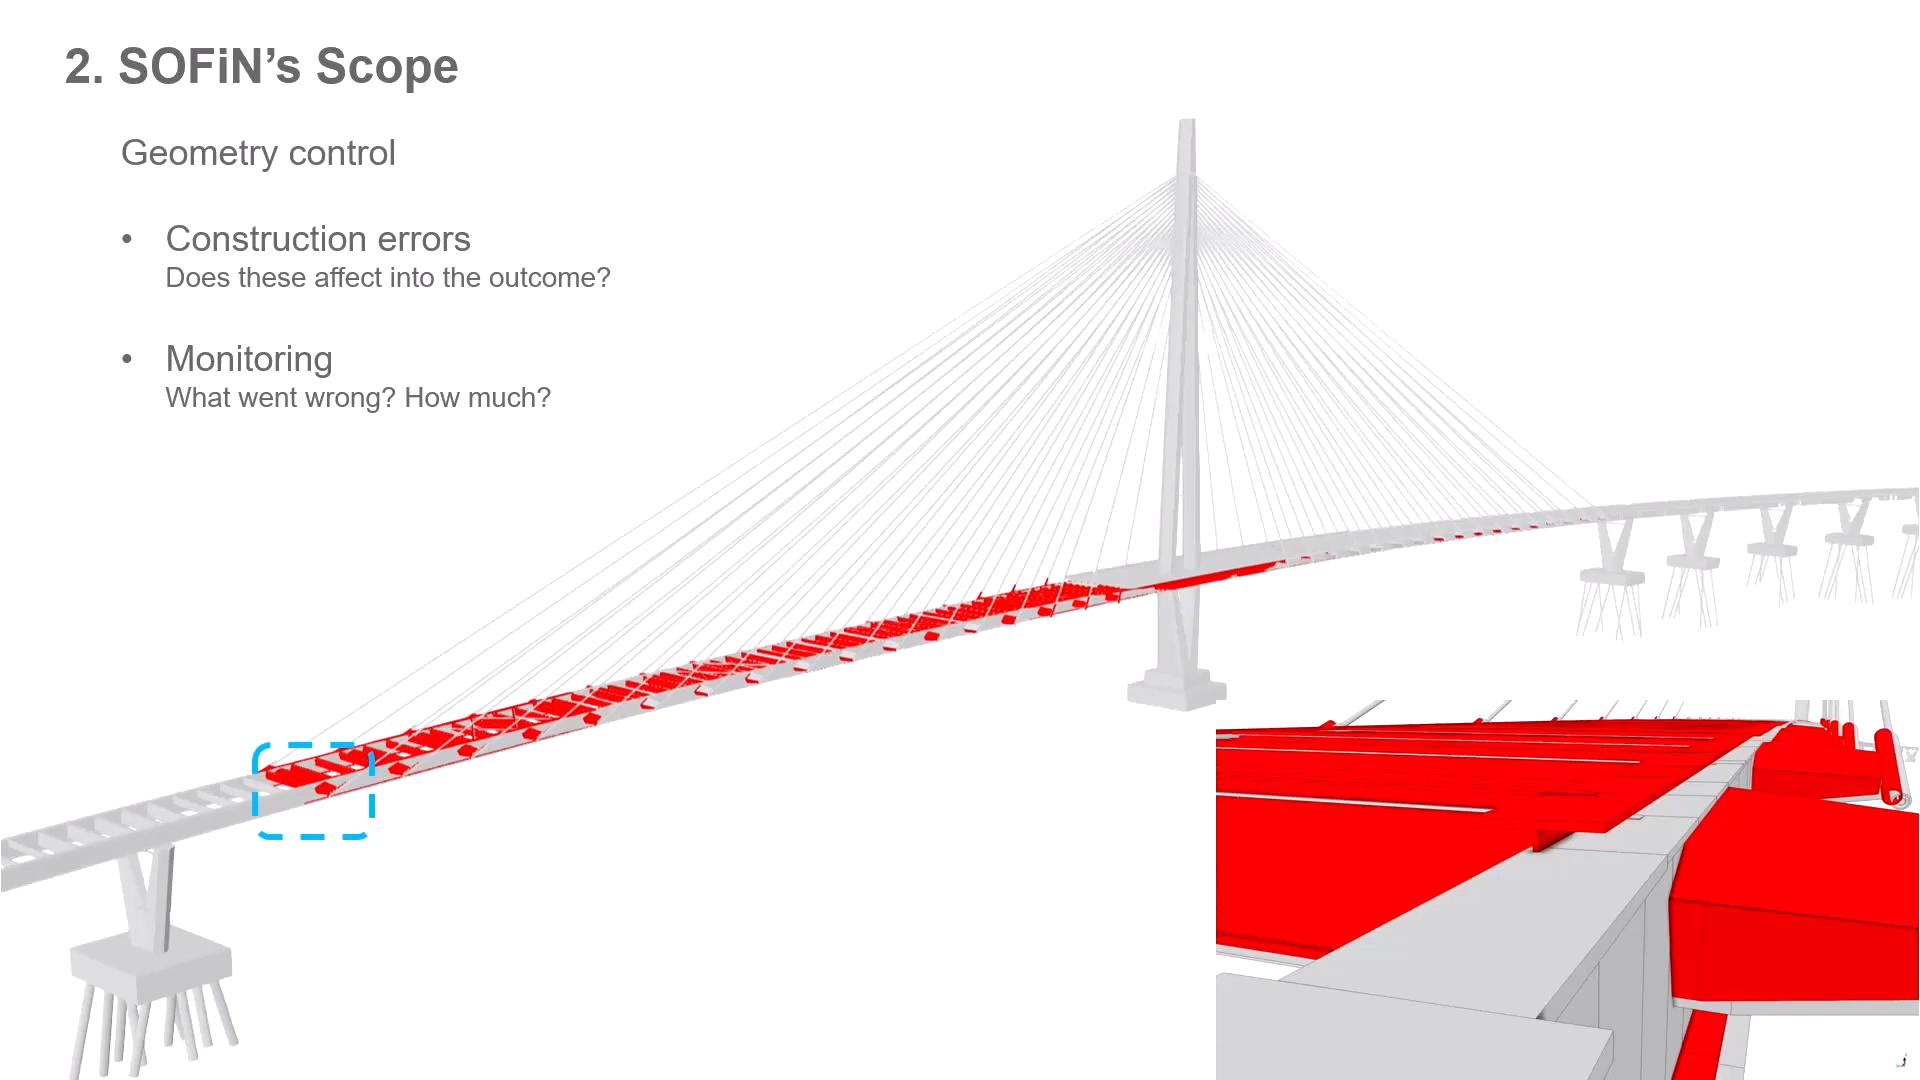 2. SOFiN’s Scope
Geometry control
• Construction errors
Does these affect into the outcome?
• Monitoring
What went wrong? How much?